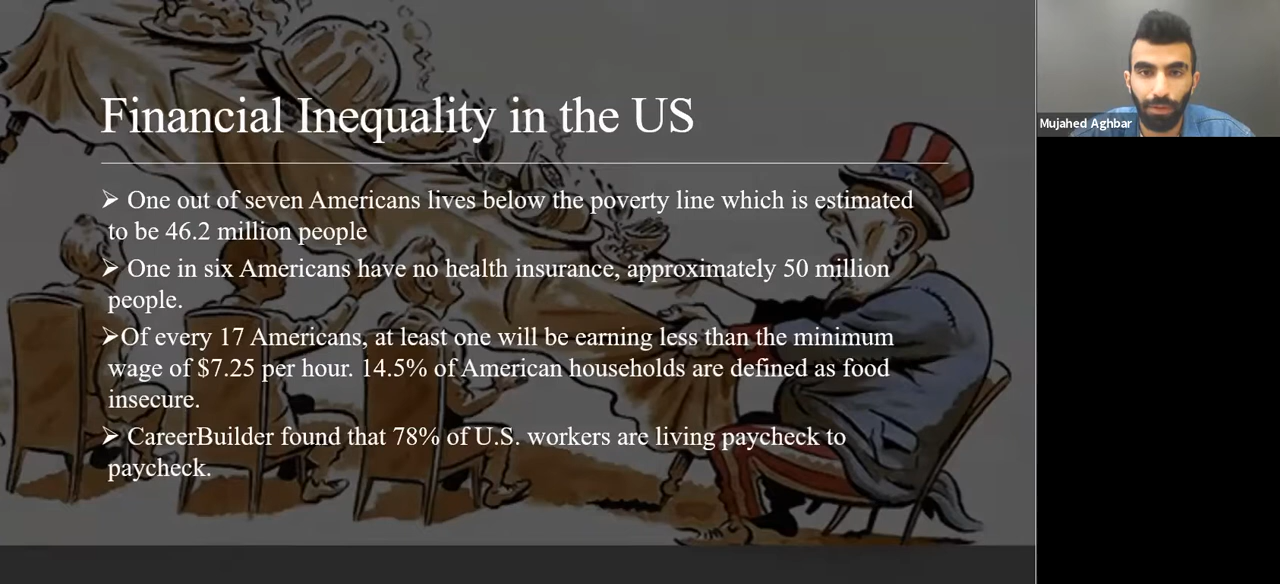 Financial Inequality in the US
➢ One out of seven Americans lives below the poverty line which is estimated
to be 46.2 million people
➢ One in six Americans have no health insurance, approximately 50 million
people.
➢Of every 17 Americans, at least one will be earning less than the minimum
wage of $7.25 per hour. 14.5% of American households are defined as food
insecure.
➢ CareerBuilder found that 78% of U.S. workers are living paycheck to
paycheck.
Mujahed Aghbar